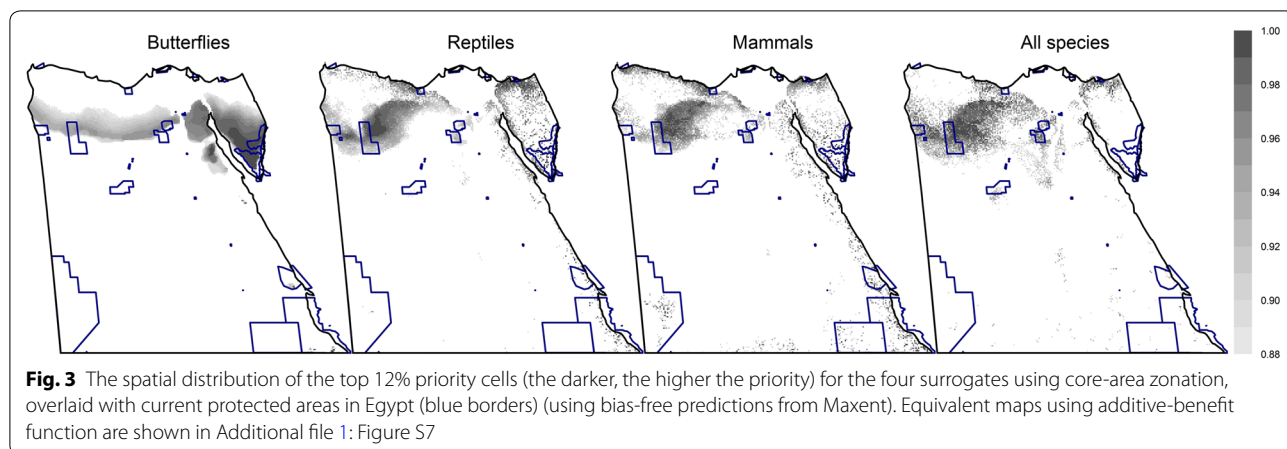 Butterflies
Reptiles
Mammals
All species
1.00
0.98
0.96
0.94
0.92
0.90
0.88
Fig. 3 The spatial distribution of the top 12% priority cells (the darker, the higher the priority) for the four surrogates using core-area zonation,
overlaid with current protected areas in Egypt (blue borders) (using bias-free predictions from Maxent). Equivalent maps using additive-benefit
function are shown in Additional file 1: Figure S7